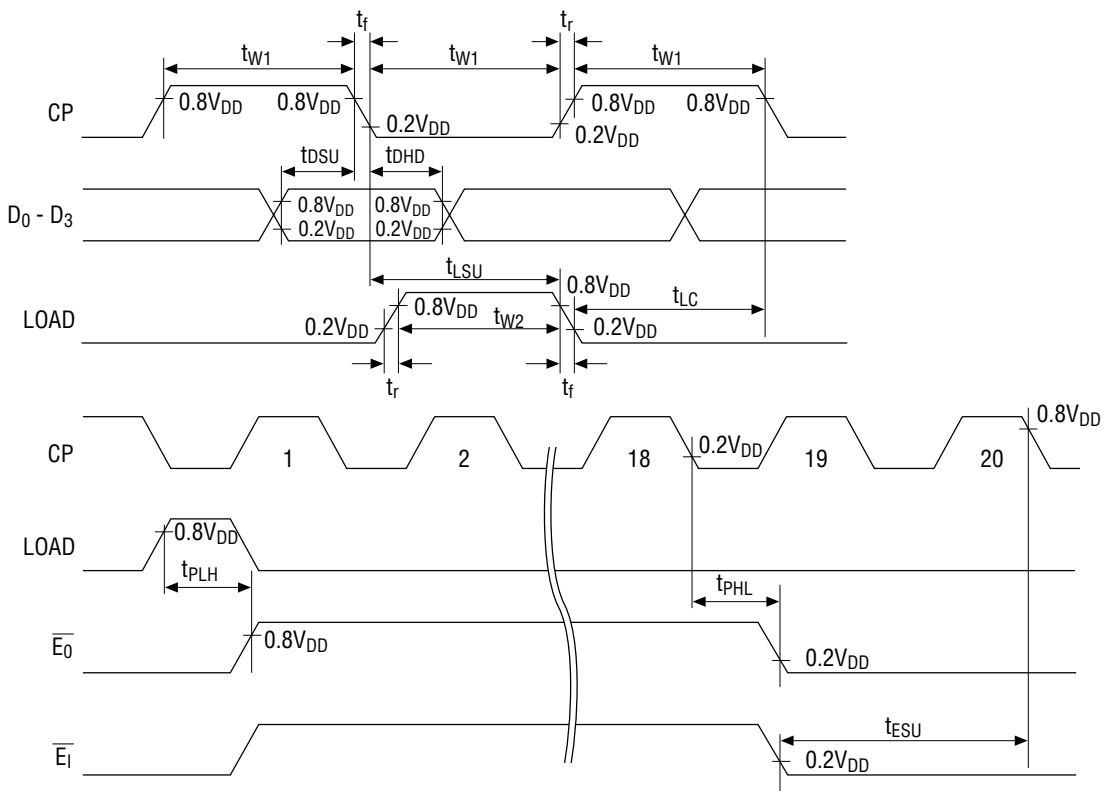 tf tr
tW1 tW1 tW1
CP 0.8VDD 0.8VDD 0.2VDD 0.8VDD 0.8VDD
0.2VDD
tDSU tDHD
D0 - D3 0.8VDD 0.8VDD
0.2VDD 0.2VDD
tLSU 0.8VDD tLC
LOAD 0.2VDD 0.8VDD tW2 0.2VDD
tr tf
0.8VDD
CP 1 2 18 0.2VDD 19 20
LOAD 0.8VDD
tPLH tPHL
E0 0.8VDD 0.2VDD
tESU
EI 0.2VDD